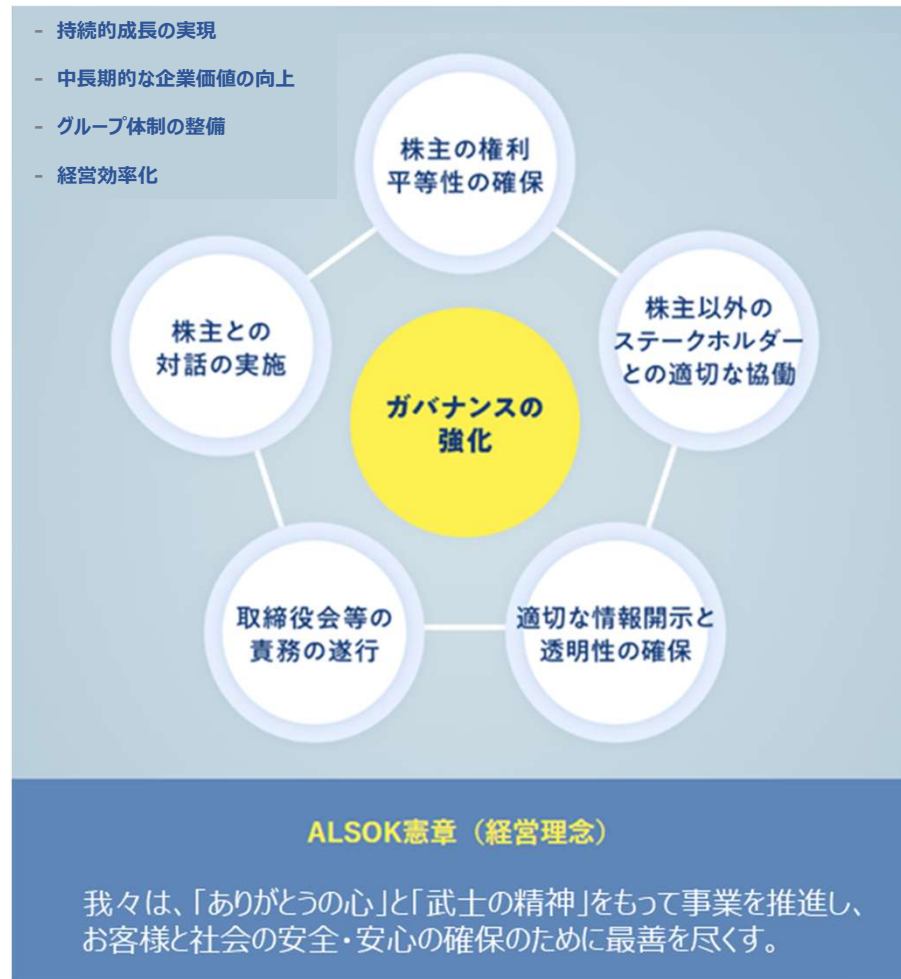 - 持続的成長の実現
- 中長期的な企業価値の向上
- グループ体制の整備
- 経営効率化
株主の権利
平等性の確保
株主との
対話の実施
株主以外の
ステークホルダー
との適切な協働
ガバナンスの
強化
取締役会等の
責務の遂行
適切な情報開示と
透明性の確保
ALSOK憲章（経営理念）
我々は、「ありがとうの心」と「武士の精神」をもって事業を推進し、
お客様と社会の安全・安心の確保のために最善を尽くす。